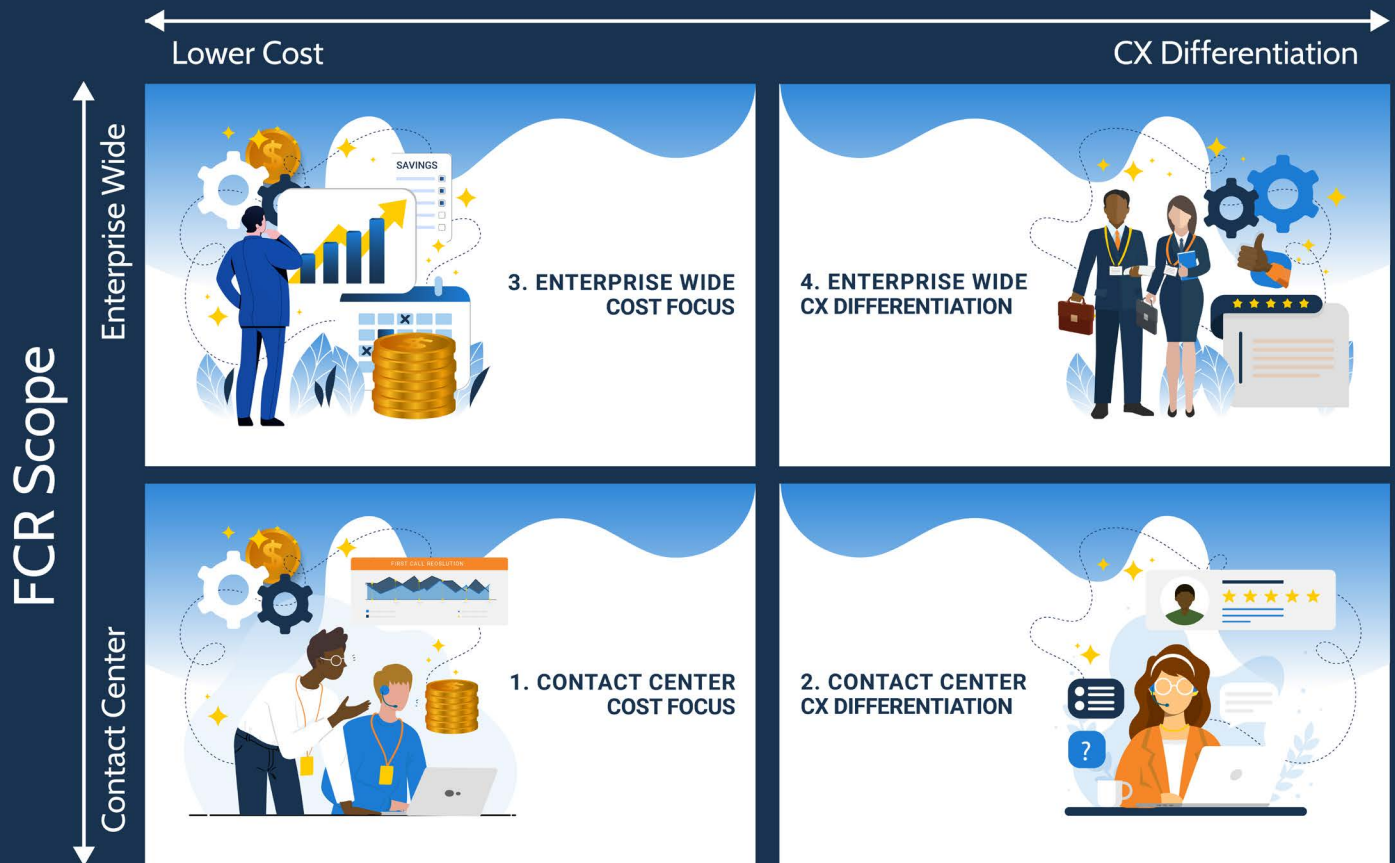 Lower Cost
CX Differentiation
FCR Scope
Enterprise Wide
Contact Center
SAVINGS
3. ENTERPRISE WIDE
COST FOCUS
4. ENTERPRISE WIDE
CX DIFFERENTIATION
FIRST CALL REOSLUTION
1. CONTACT CENTER
COST FOCUS
2. CONTACT CENTER
CX DIFFERENTIATION
?